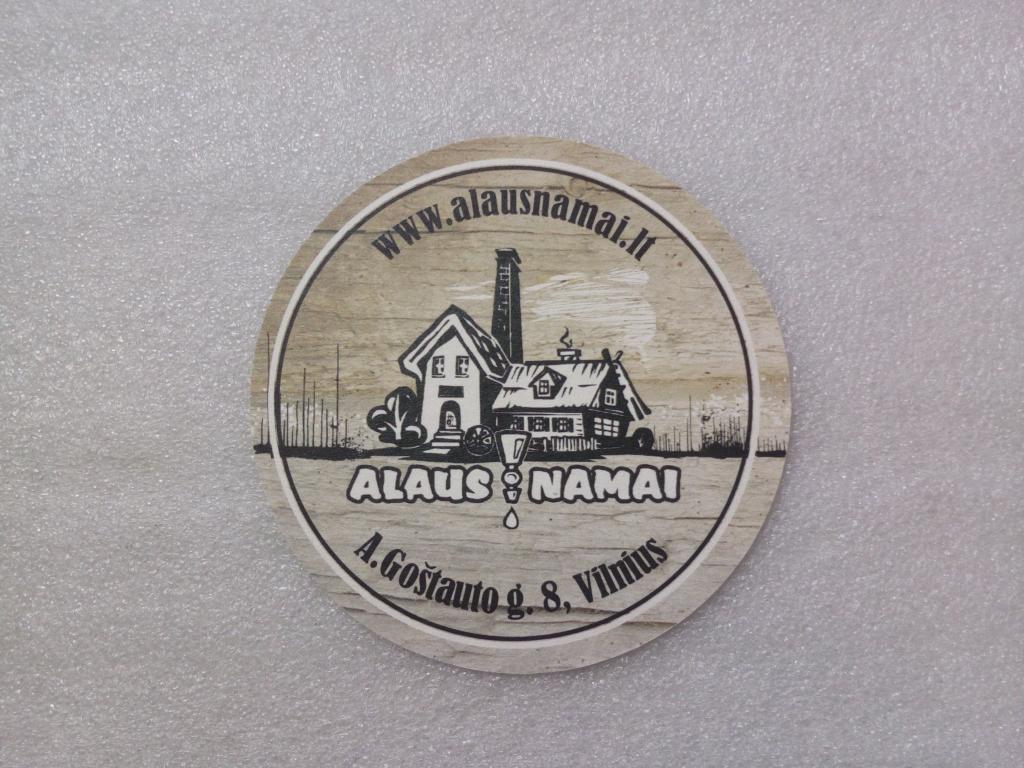 www.alausnamai.lt
ALAUS NAMAI
A.Goštauto g. 8, Vilnius